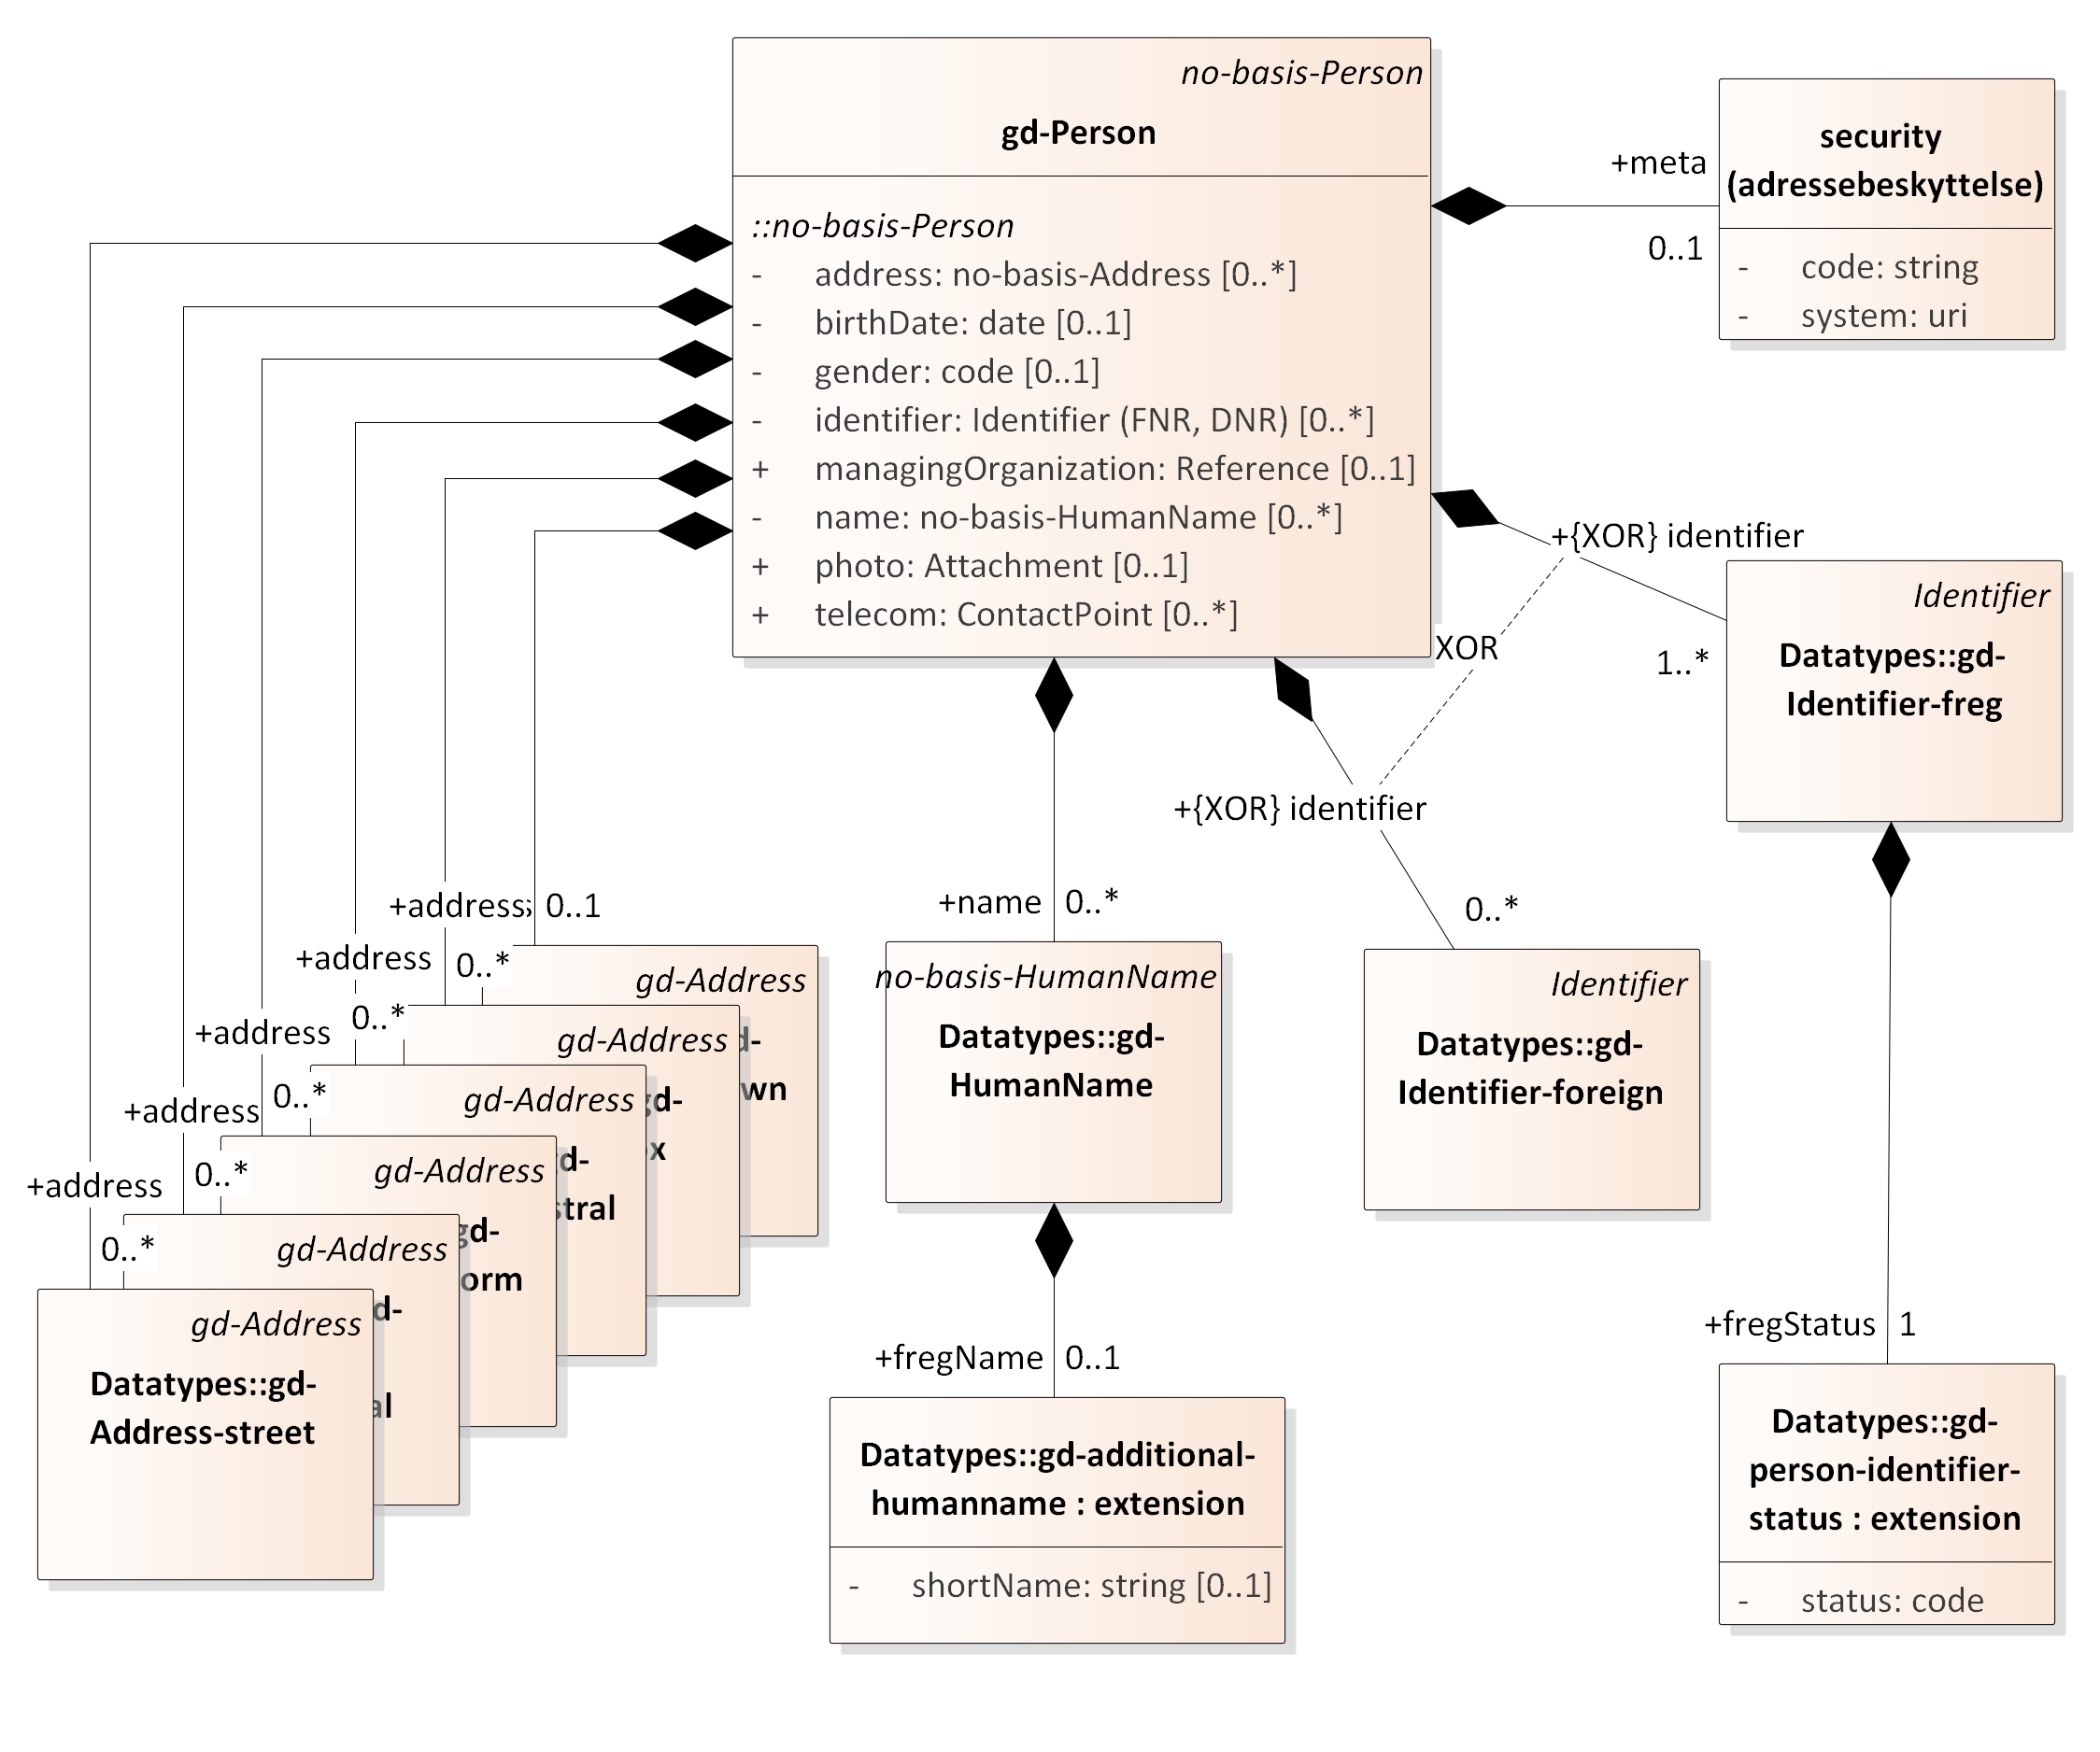 no-basis-Person
gd-Person
::no-basis-Person
- address: no-basis-Address [0..*]
- birthDate: date [0..1]
- gender: code [0..1]
- identifier: Identifier (FNR, DNR) [0..*]
+ managingOrganization: Reference [0..1]
- name: no-basis-HumanName [0..*]
+ photo: Attachment [0..1]
+ telecom: ContactPoint [0..*]
+meta
0..1
security
(adressebeskyttelse)
- code: string
- system: uri
+{XOR} identifier
1..*
Identifier
Datatypes::gd-
Identifier-freg
XOR
+{XOR} identifier
0..*
Identifier
Datatypes::gd-
Identifier-foreign
+name 0..*
no-basis-HumanName
Datatypes::gd-
HumanName
+fregName 0..1
Datatypes::gd-additional-
humanname : extension
- shortName: string [0..1]
+fregStatus 1
Datatypes::gd-
person-identifier-
status : extension
- status: code
+address 0..1
gd-Address
wn
+address 0..*
gd-Address
gd-
+address 0..*
gd-Address
stral
+address 0..*
gd-Address
gd-
orm
+address 0..*
gd-Address
d-
al
0..*
gd-Address
Datatypes::gd-
Address-street